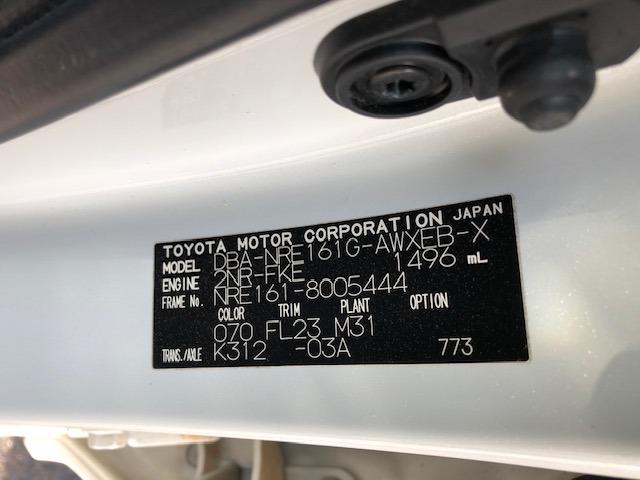 TOYOTA MOTOR CORPORATION JAPAN
MODEL DBA-NRE161G-AWXEB-X
ENGINE 2NR-FKE 1496 mL
FRAME No. NRE161-8005444
COLOR TRIM PLANT OPTION
070 FL23 M31
TRANS./AXLE K312 -03A 773